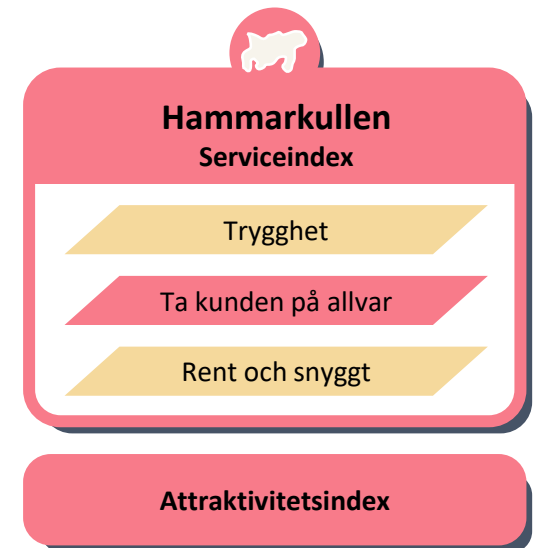 Hammarkullen
Serviceindex
Trygghet
Ta kunden på allvar
Rent och snyggt
Attraktivitetsindex